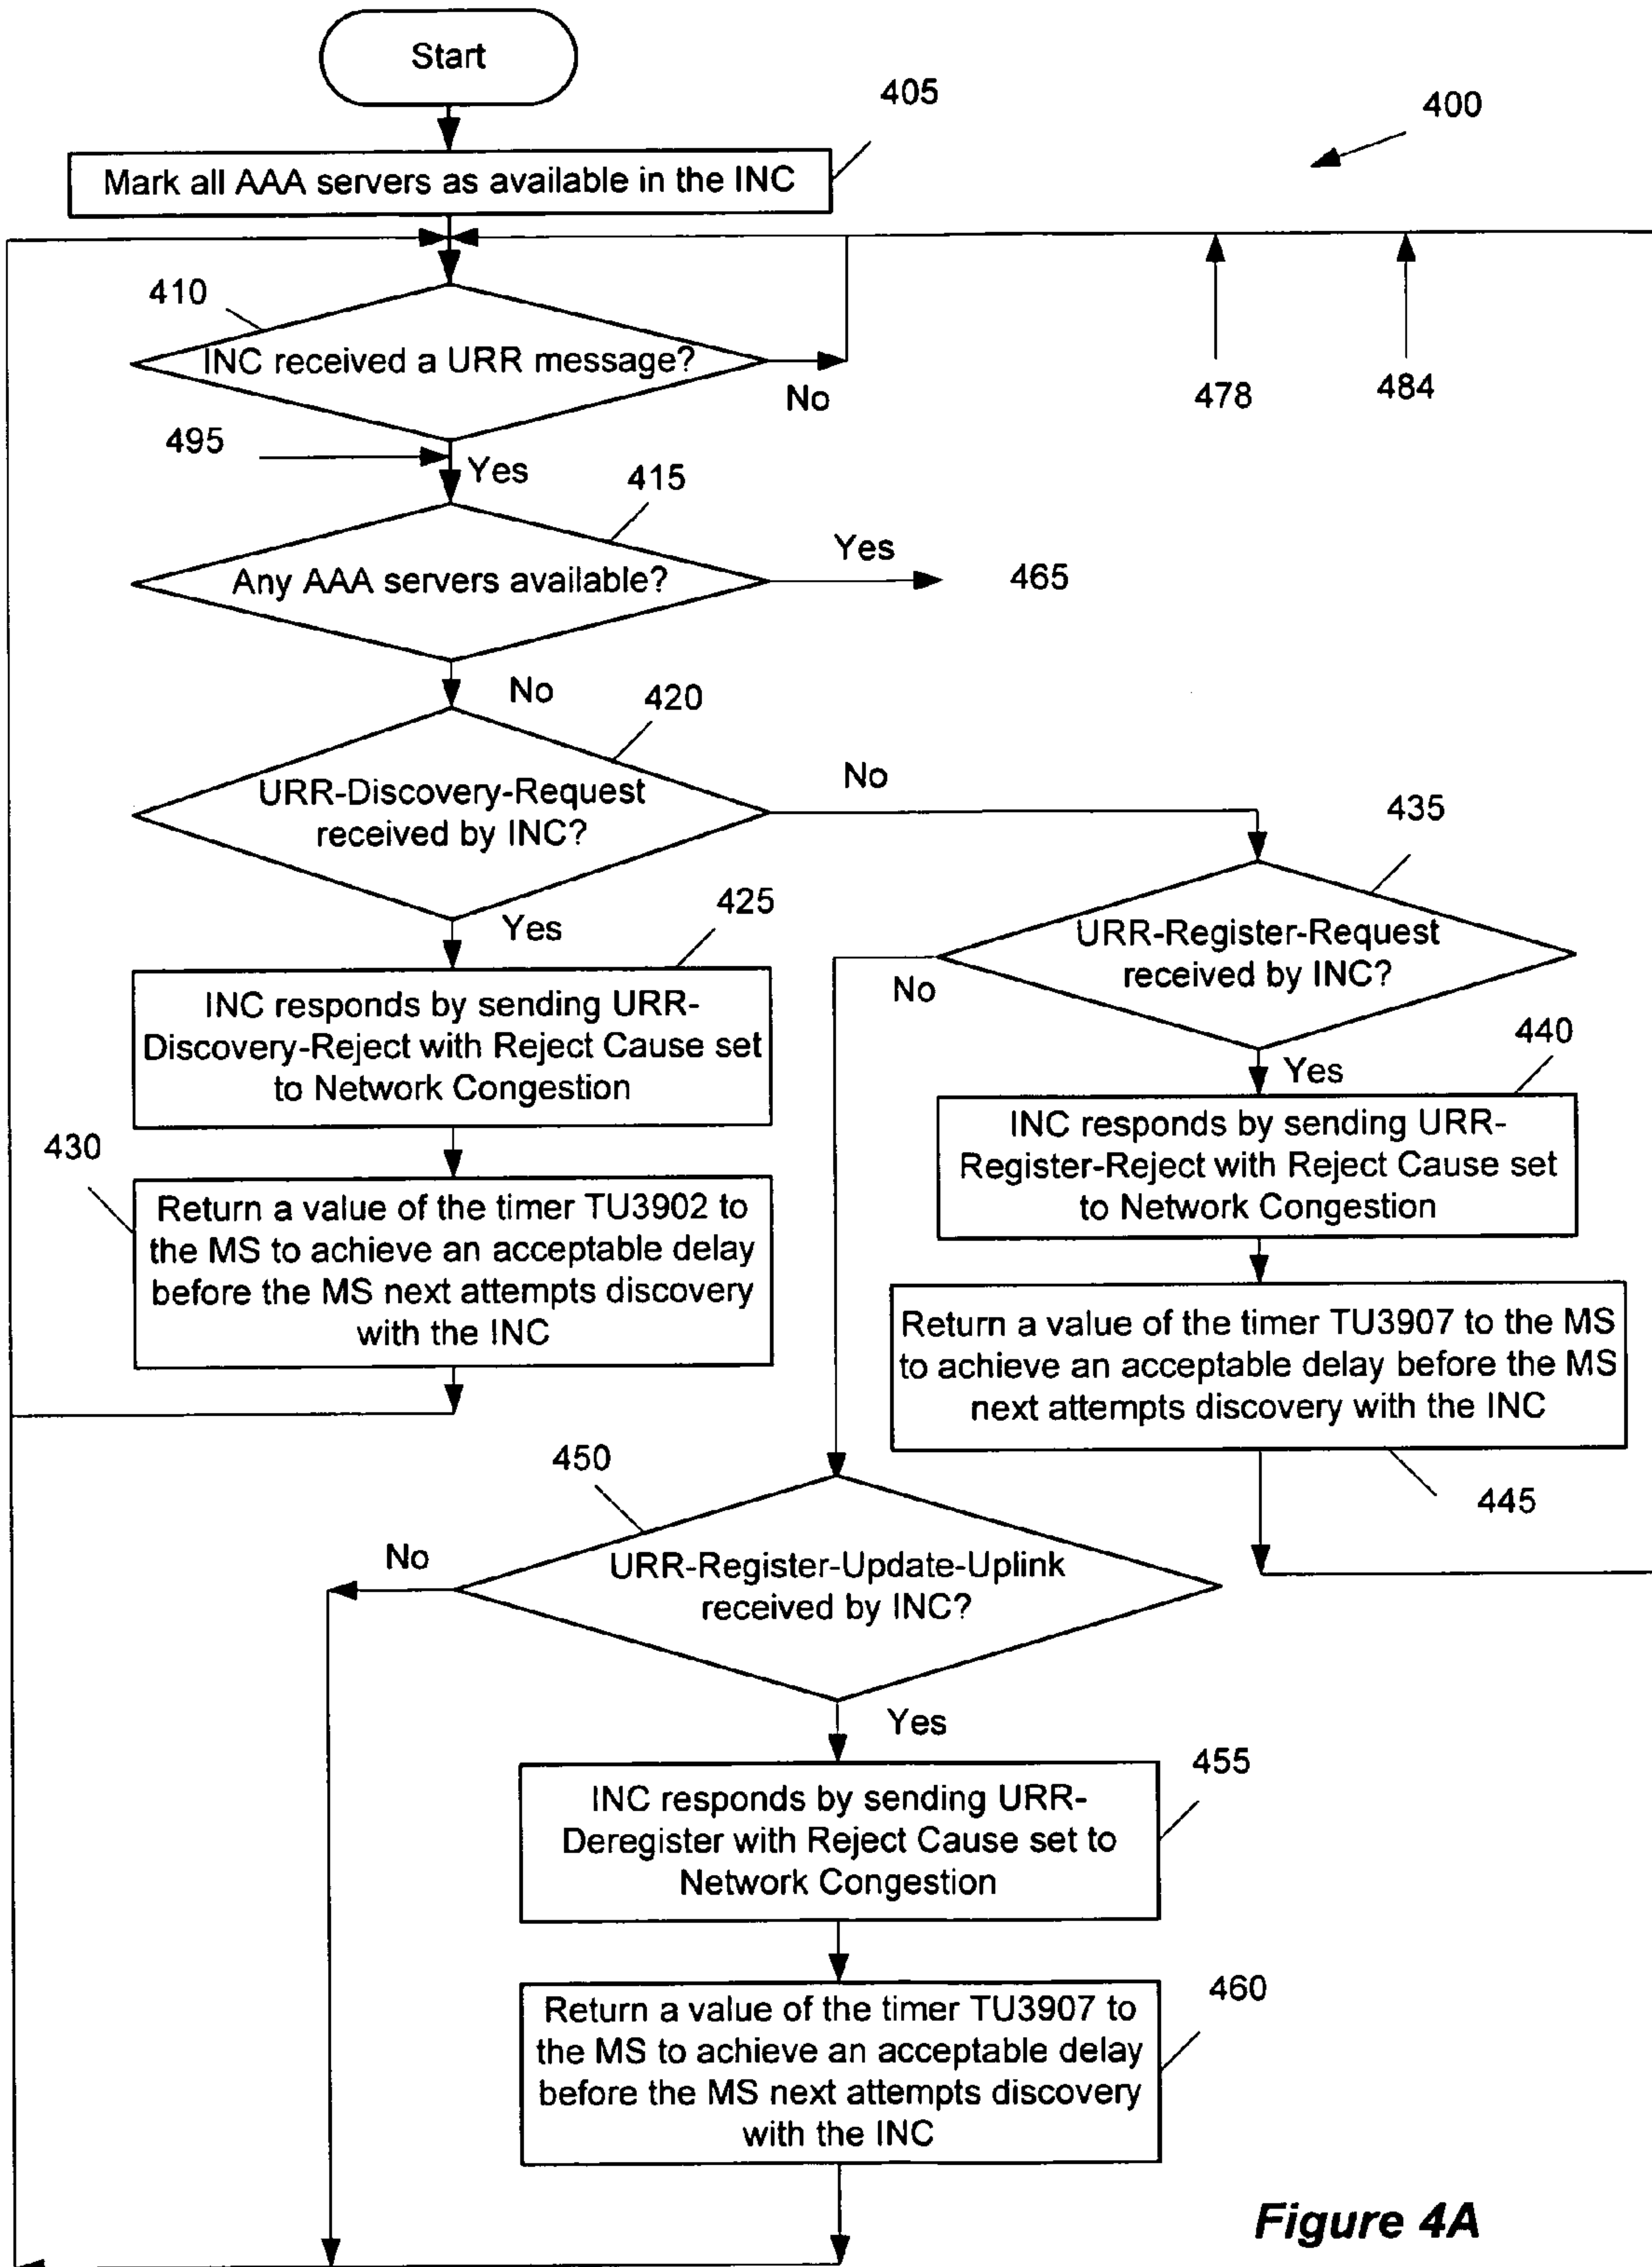 Start
405
400
Mark all AAA servers as available in the INC
410
INC received a URR message?
No
478
484
495
Yes
415
Any AAA servers available?
Yes
465
No
420
URR-Discovery-Request
received by INC?
No
435
URR-Register-Request
received by INC?
No
Yes
425
INC responds by sending URR-
Discovery-Reject with Reject Cause set
to Network Congestion
Yes
440
INC responds by sending URR-
Register-Reject with Reject Cause set
to Network Congestion
430
Return a value of the timer TU3902 to
the MS to achieve an acceptable delay
before the MS next attempts discovery
with the INC
Return a value of the timer TU3907 to the MS
to achieve an acceptable delay before the MS
next attempts discovery with the INC
445
450
No
URR-Register-Update-Uplink
received by INC?
Yes
455
INC responds by sending URR-
Deregister with Reject Cause set to
Network Congestion
460
Return a value of the timer TU3907 to
the MS to achieve an acceptable delay
before the MS next attempts discovery
with the INC
Figure 4A